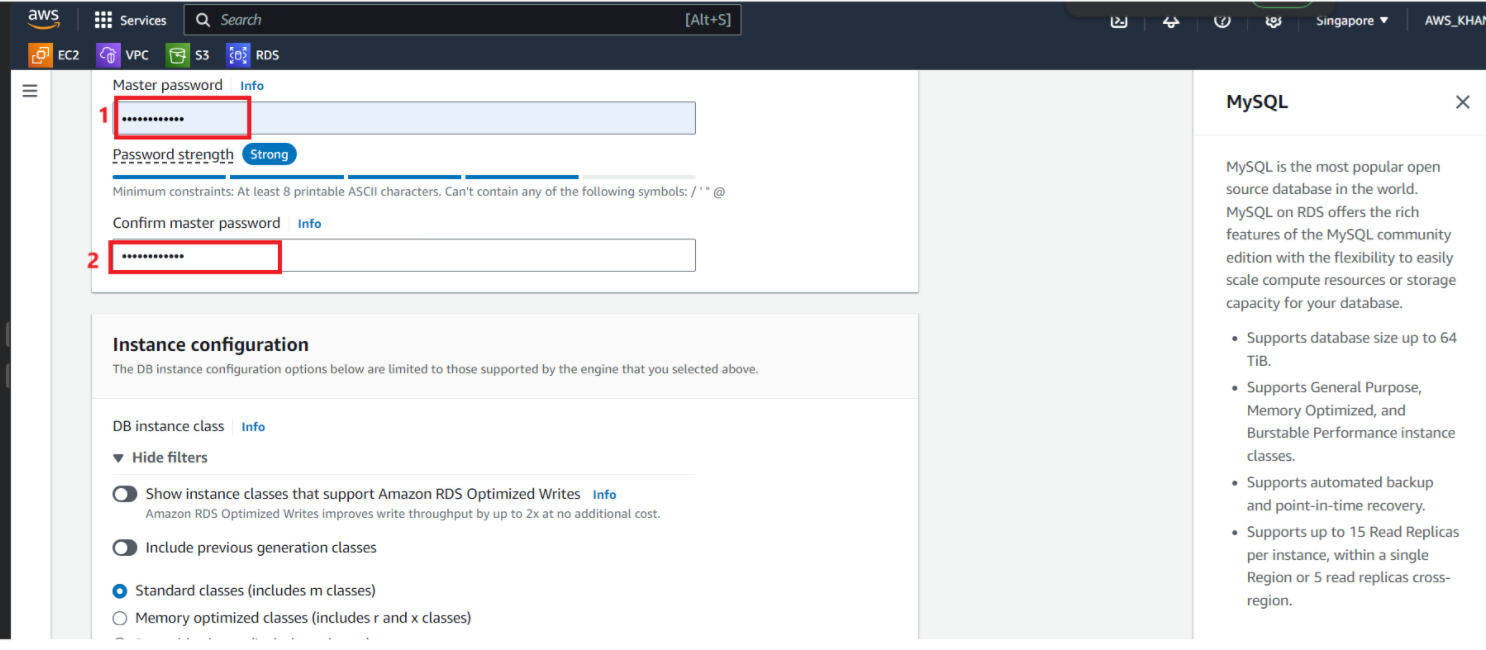 aws
Services
Search
[Alt+S]
Singapore
AWS_KHAN
EC2
VPC
S3
RDS
Master password
Info
1
••••••••••••
Password strength
Strong
Minimum constraints: At least 8 printable ASCII characters. Can't contain any of the following symbols: / ' " @
Confirm master password
Info
2
••••••••••••
Instance configuration
The DB instance configuration options below are limited to those supported by the engine that you selected above.
DB instance class
Info
Hide filters
Show instance classes that support Amazon RDS Optimized Writes
Info
Amazon RDS Optimized Writes improves write throughput by up to 2x at no additional cost.
Include previous generation classes
Standard classes (includes m classes)
Memory optimized classes (includes r and x classes)
MySQL
MySQL is the most popular open
source database in the world.
MySQL on RDS offers the rich
features of the MySQL community
edition with the flexibility to easily
scale compute resources or storage
capacity for your database.
• Supports database size up to 64
TiB.
• Supports General Purpose,
Memory Optimized, and
Burstable Performance instance
classes.
• Supports automated backup
and point-in-time recovery.
• Supports up to 15 Read Replicas
per instance, within a single
Region or 5 read replicas cross-
region.